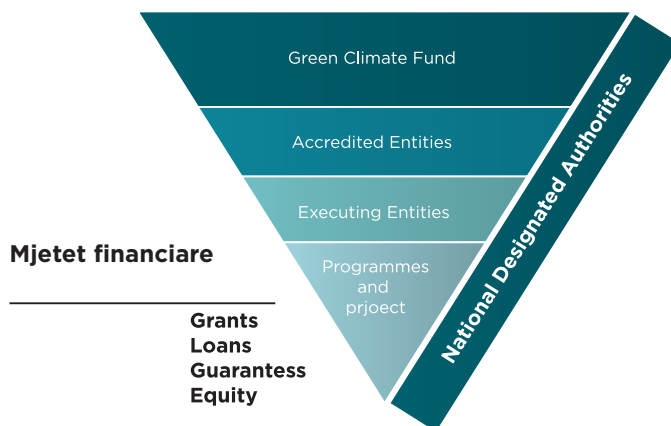 Green Climate Fund
Accredited Entities
Executing Entities
Programmes
and
prjoect
National Designated Authorities
Mjetet financiare
Grants
Loans
Guarantess
Equity